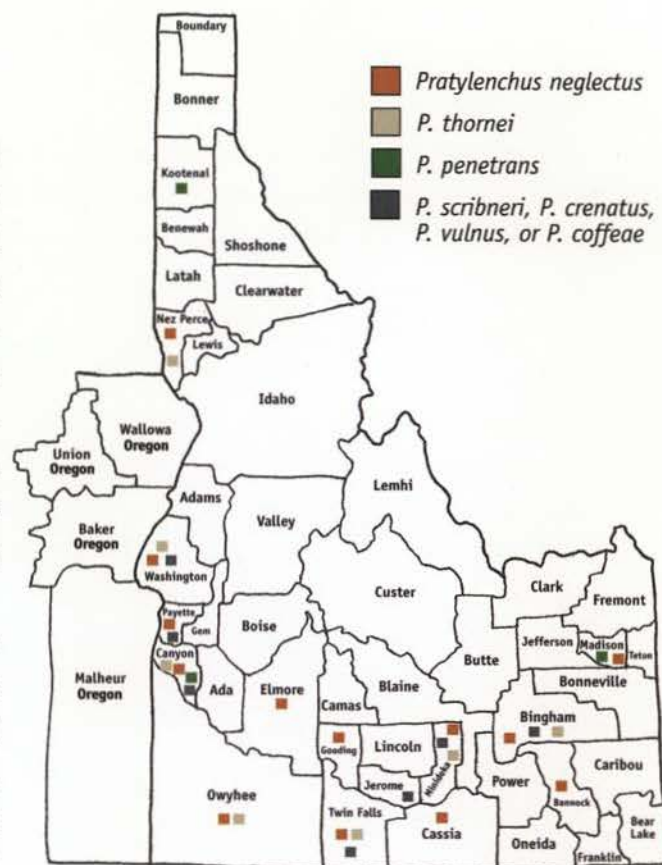 Boundary
Bonner
Pratylenchus neglectus
P. thornei
P. penetrans
P. scribneri, P. crenatus,
P. vulnus, or P. coffeae
Kootenai
Benewah
Shoshone
Latah
Clearwater
Nez Perce
Lewis
Idaho
Wallowa
Oregon
Union
Oregon
Adams
Lemhi
Baker
Oregon
Valley
Washington
Custer
Clark
Fremont
Payette
Gem
Boise
Butte
Jefferson
Madison
Teton
Canyon
Malheur
Oregon
Ada
Elmore
Camas
Blaine
Bonneville
Bingham
Gooding
Lincoln
Minidoka
Jerome
Power
Caribou
Bannock
Owyhee
Twin Falls
Cassia
Oneida
Franklin
Bear
Lake